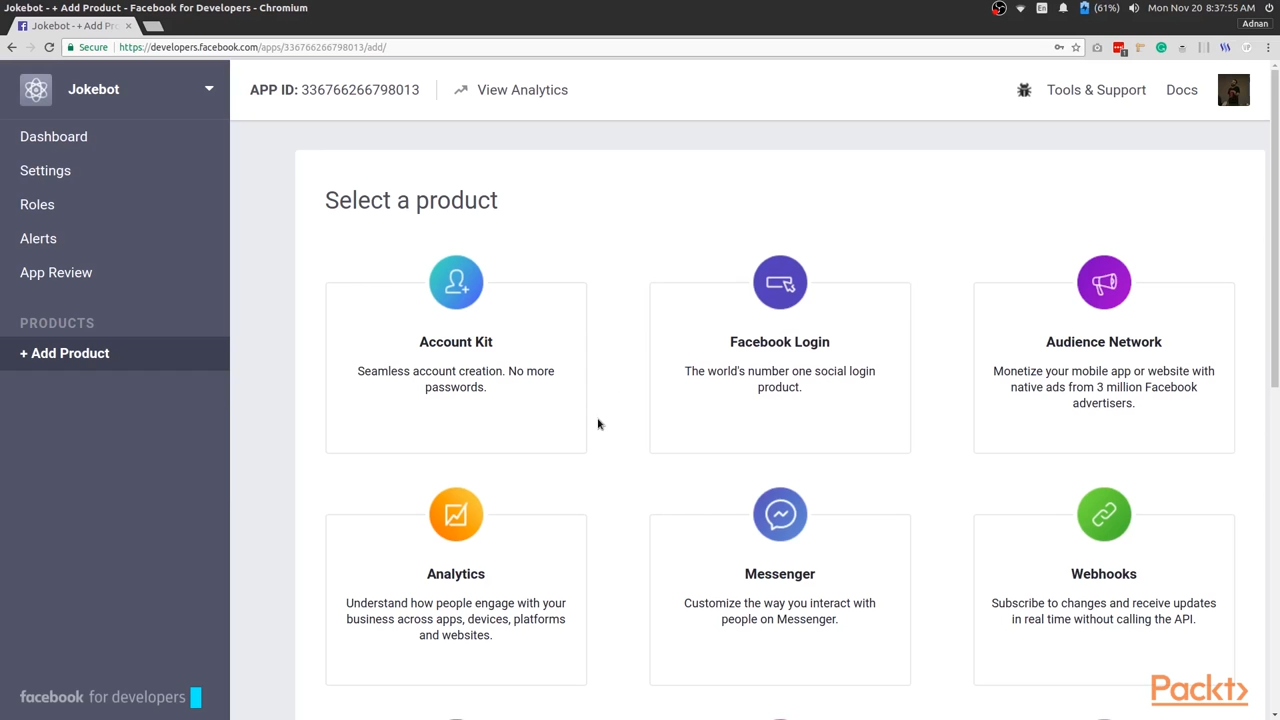 Jokebot - + Add Product - Facebook for Developers - Chromium
En
(61%)
Mon Nov 20 8:37:55 AM
Jokebot - + Add Pro
Adnan
Secure
https://developers.facebook.com/apps/336766266798013/add/
Jokebot
APP ID: 336766266798013
View Analytics
Tools & Support
Docs
Dashboard
Settings
Roles
Alerts
App Review
PRODUCTS
+ Add Product
Select a product
Account Kit
Seamless account creation. No more
passwords.
Facebook Login
The world's number one social login
product.
Audience Network
Monetize your mobile app or website with
native ads from 3 million Facebook
advertisers.
Analytics
Understand how people engage with your
business across apps, devices, platforms
and websites.
Messenger
Customize the way you interact with
people on Messenger.
Webhooks
Subscribe to changes and receive updates
in real time without calling the API.
facebook for developers
Packt>